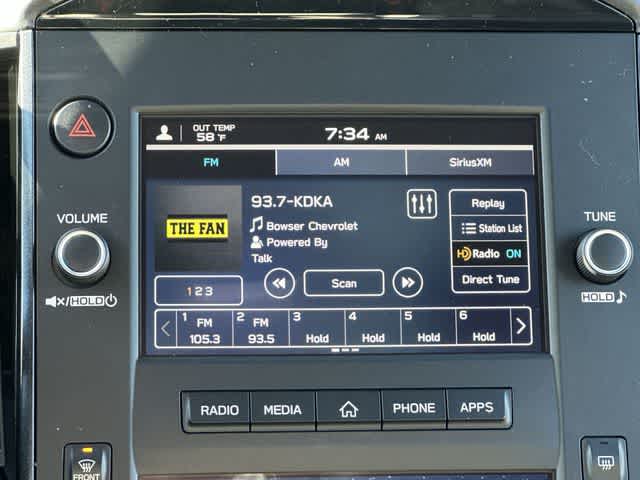 OUT TEMP
58 °F
7:34 AM
FM AM SiriusXM
93.7-KDKA
Bowser Chevrolet
Powered By
Talk
THE FAN
1 2 3
Scan
Replay
Station List
HD Radio ON
Direct Tune
1 FM 105.3
2 FM 93.5
3 Hold
4 Hold
5 Hold
6 Hold
VOLUME
HOLD
TUNE
HOLD
RADIO MEDIA PHONE APPS
FRONT